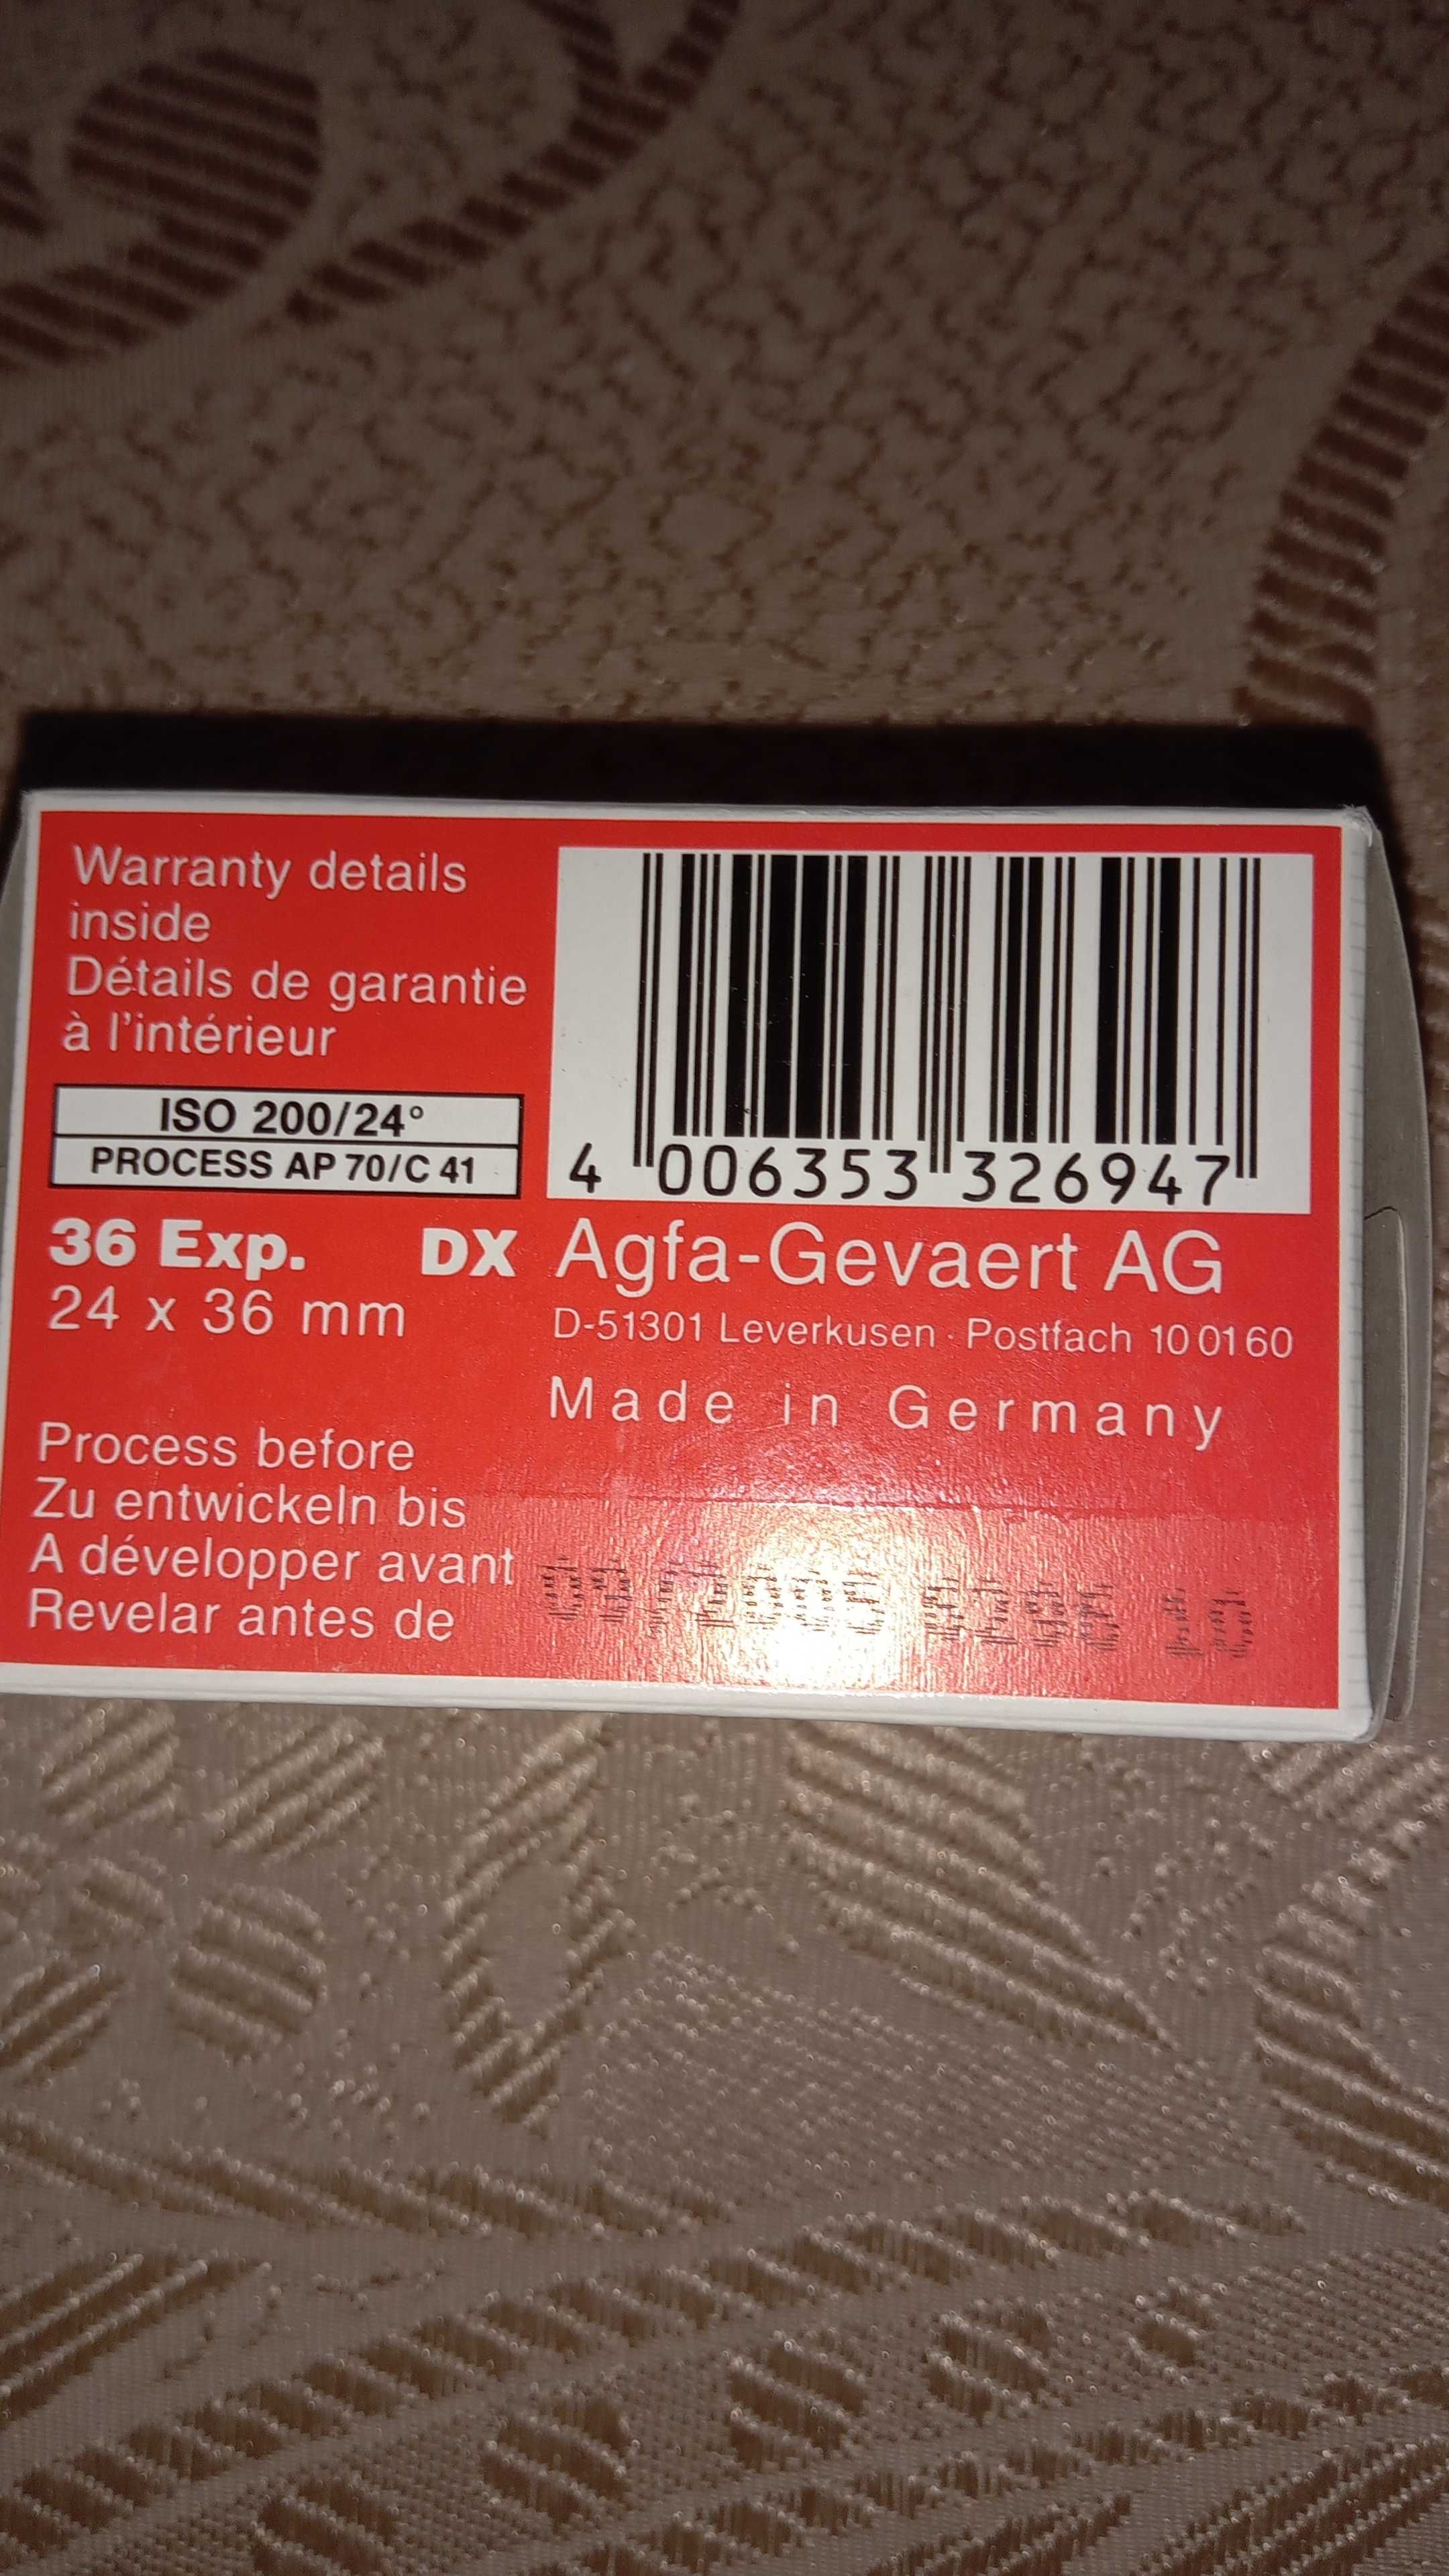 Warranty details
inside
Détails de garantie
à l'intérieur
ISO 200/24°
PROCESS AP 70/C 41
36 Exp. DX
24 x 36 mm
4 006353 326947
Agfa-Gevaert AG
D-51301 Leverkusen · Postfach 10 01 60
Made in Germany
Process before
Zu entwickeln bis
A développer avant
Revelar antes de